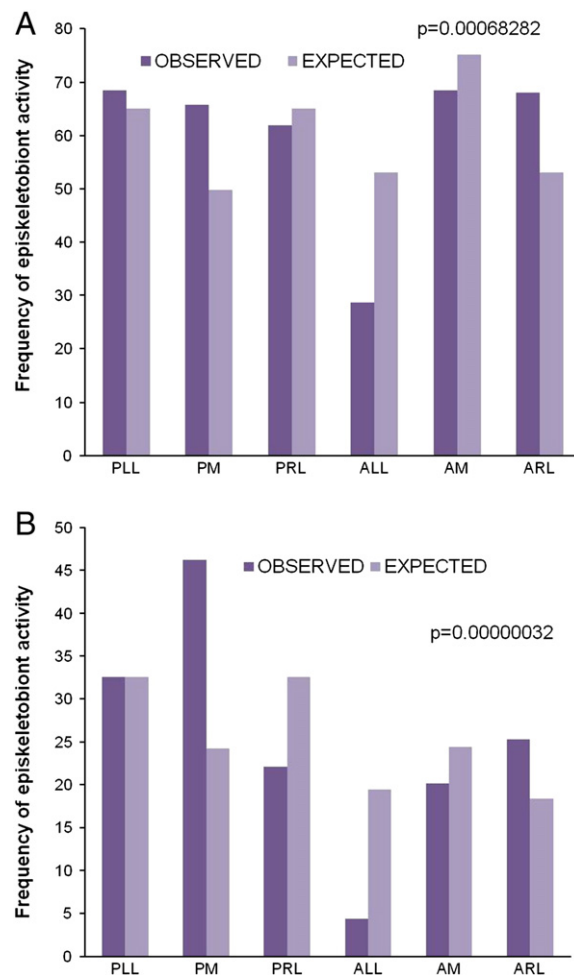 A
p=0.00068282
OBSERVED EXPECTED
80
70
60
50
40
30
20
10
0
Frequency of episkeletobiont activity
PLL PM PRL ALL AM ARL
B
OBSERVED EXPECTED
p=0.00000032
50
45
40
35
30
25
20
15
10
5
0
Frequency of episkeletobiont activity
PLL PM PRL ALL AM ARL